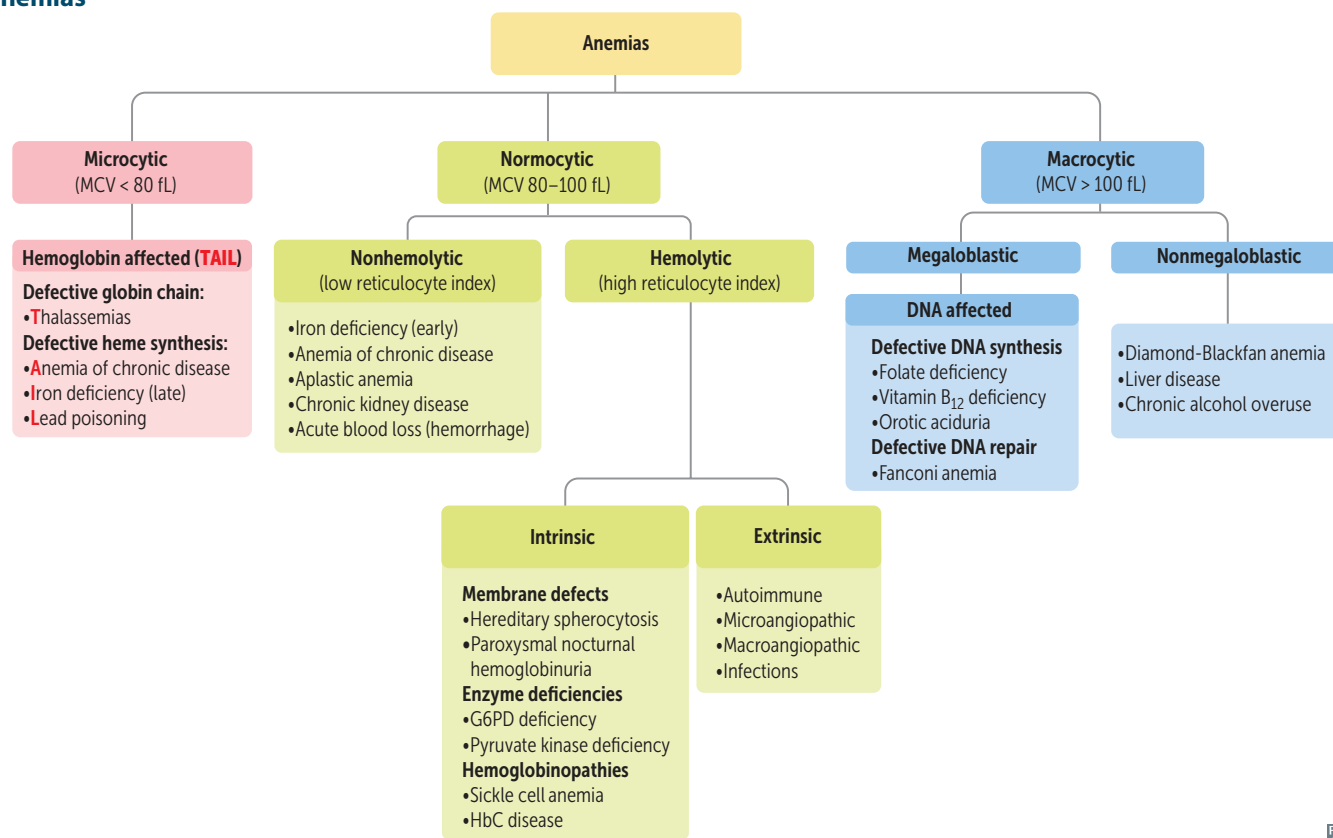 Anemias
Microcytic
(MCV < 80 fL)
Normocytic
(MCV 80–100 fL)
Macrocytic
(MCV > 100 fL)
Hemoglobin affected (TAIL)
Defective globin chain:
•Thalassemias
Defective heme synthesis:
•Anemia of chronic disease
•Iron deficiency (late)
•Lead poisoning
Nonhemolytic
(low reticulocyte index)
•Iron deficiency (early)
•Anemia of chronic disease
•Aplastic anemia
•Chronic kidney disease
•Acute blood loss (hemorrhage)
Hemolytic
(high reticulocyte index)
Megaloblastic
DNA affected
Defective DNA synthesis
•Folate deficiency
•Vitamin B12 deficiency
•Orotic aciduria
Defective DNA repair
•Fanconi anemia
Nonmegaloblastic
•Diamond-Blackfan anemia
•Liver disease
•Chronic alcohol overuse
Intrinsic
Membrane defects
•Hereditary spherocytosis
•Paroxysmal nocturnal
hemoglobinuria
Enzyme deficiencies
•G6PD deficiency
•Pyruvate kinase deficiency
Hemoglobinopathies
•Sickle cell anemia
•HbC disease
Extrinsic
•Autoimmune
•Microangiopathic
•Macroangiopathic
•Infections